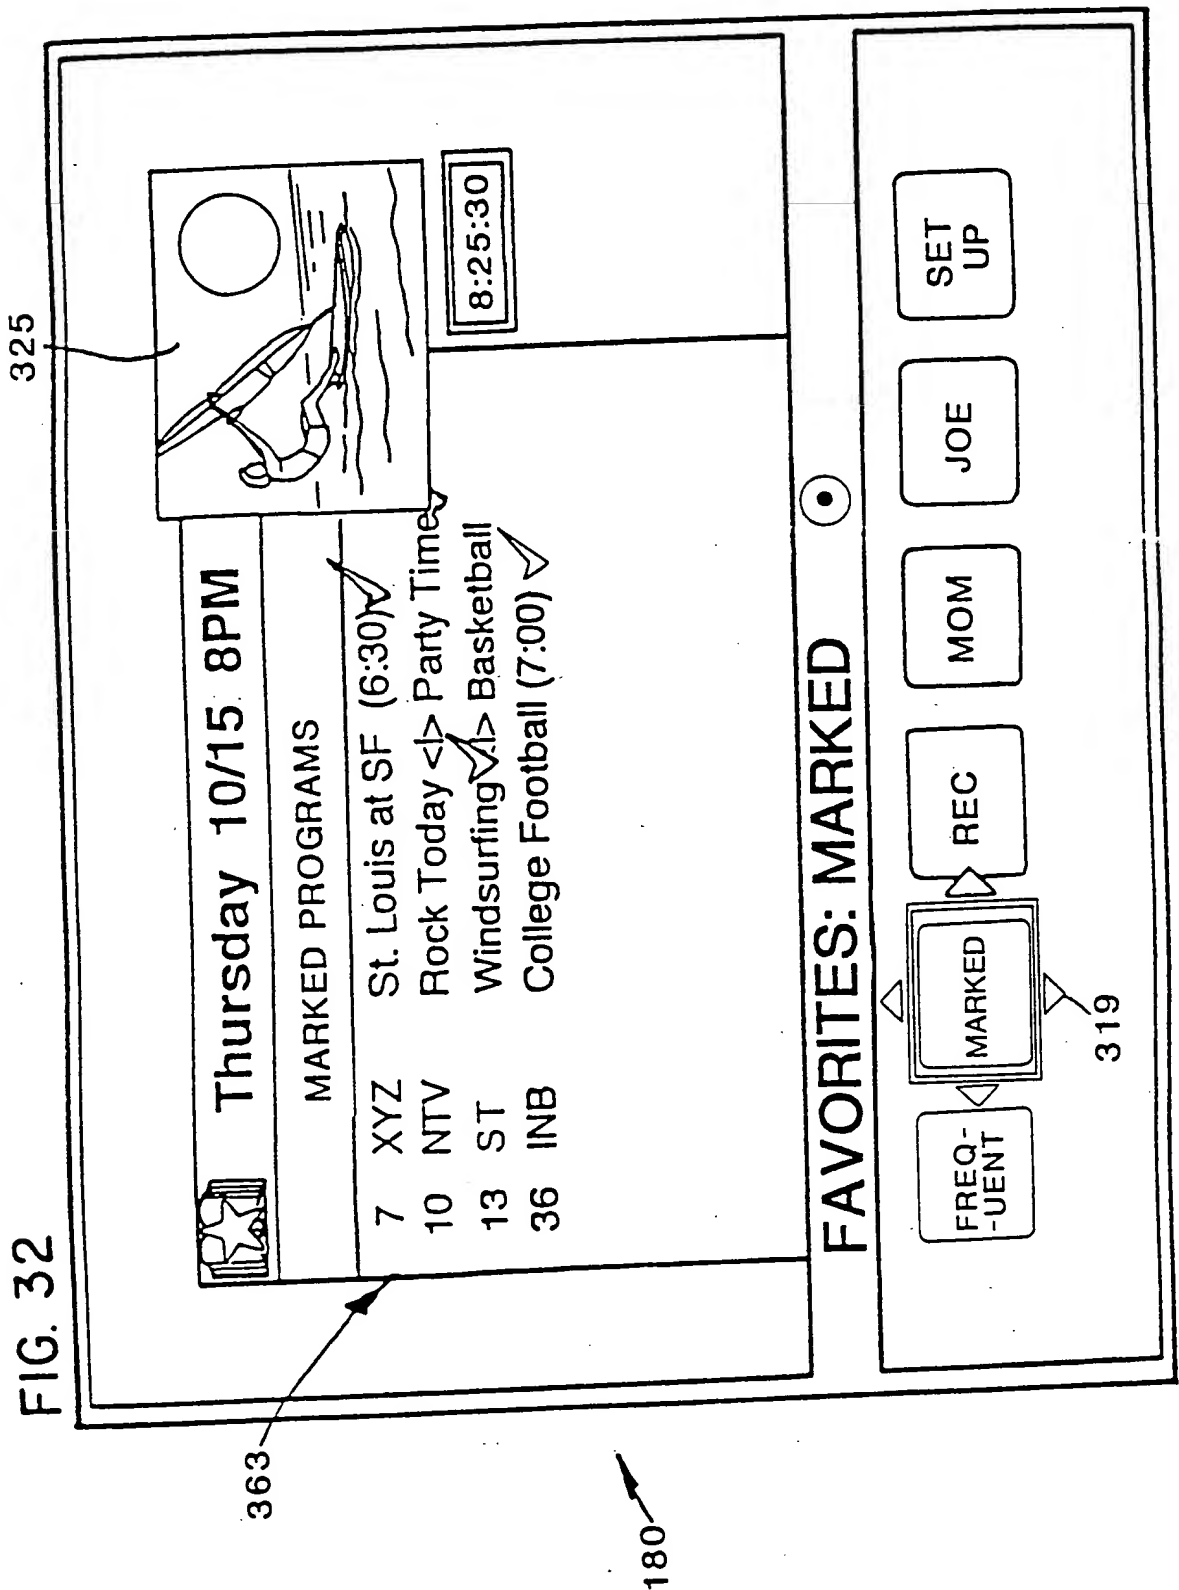 FIG. 32
325
363
180
Thursday 10/15 8PM
MARKED PROGRAMS
7 XYZ St. Louis at SF (6:30)
10 NTV Rock Today <|> Party Time
13 ST Windsurfing <|> Basketball
36 INB College Football (7:00)
8:25:30
FAVORITES: MARKED
FREQ-
-UENT
MARKED
REC
MOM
JOE
SET
UP
319